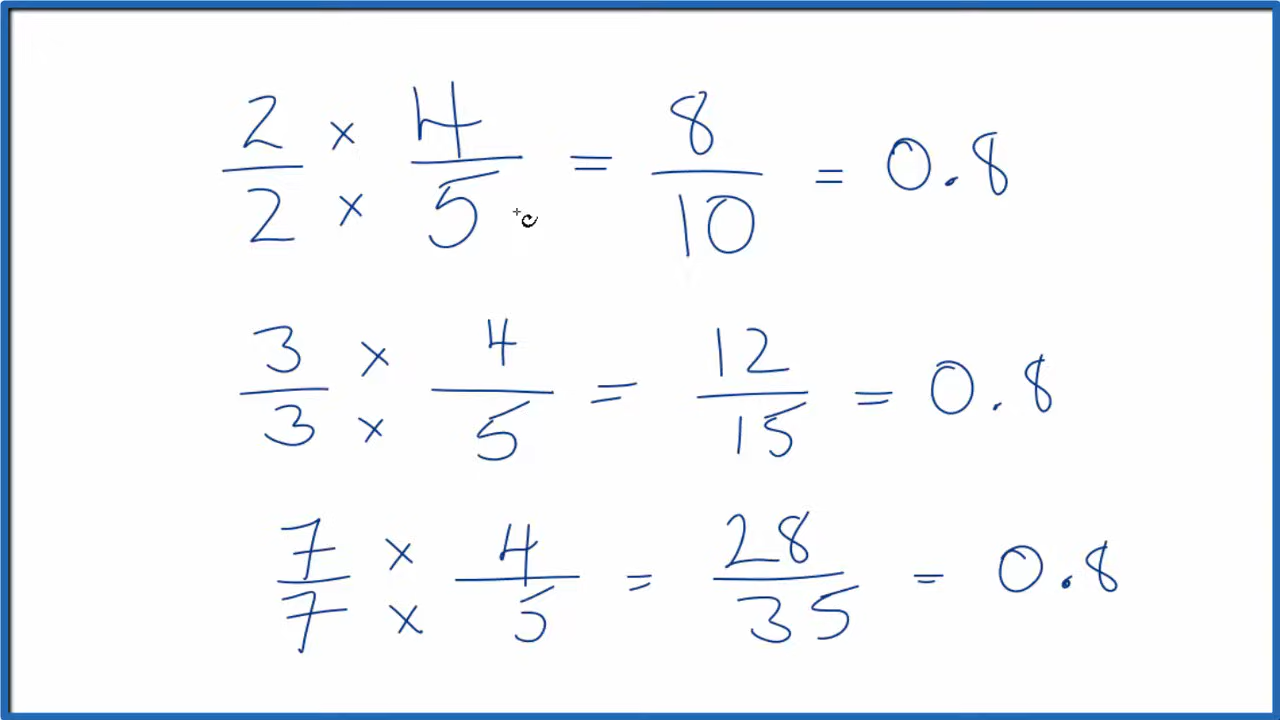 2/2 × × 4/5 = 8/10 = 0.8
3/3 × × 4/5 = 12/15 = 0.8
7/7 × × 4/5 = 28/35 = 0.8